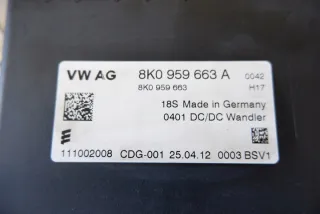 VW AG 8K0 959 663 A 0042
8K0 959 663 H17
18S Made in Germany
0401 DC/DC Wandler
111002008 CDG-001 25.04.12 0003 BSV1